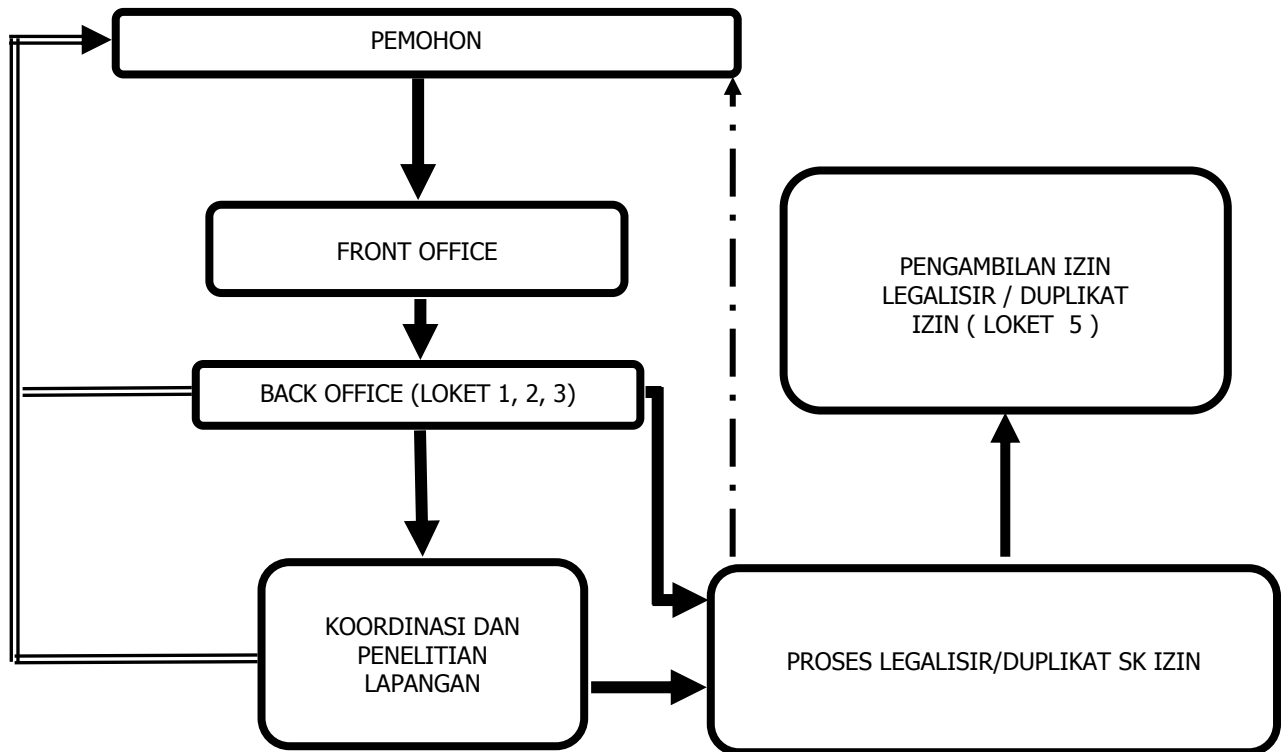 PEMOHON
FRONT OFFICE
PENGAMBILAN IZIN
LEGALISIR / DUPLIKAT
IZIN ( LOKET 5 )
BACK OFFICE (LOKET 1, 2, 3)
KOORDINASI DAN
PENELITIAN
LAPANGAN
PROSES LEGALISIR/DUPLIKAT SK IZIN